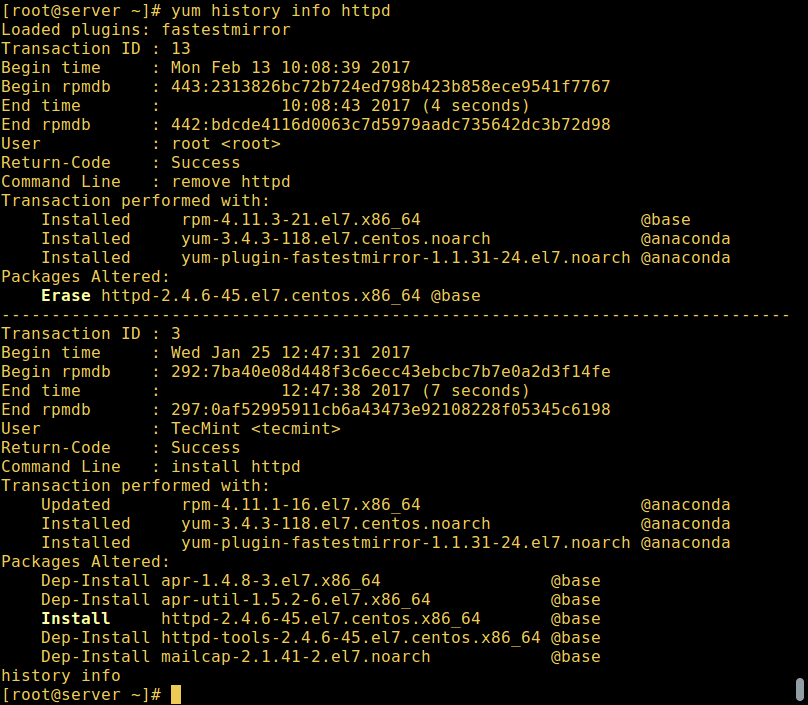 [root@server ~]# yum history info httpd
Loaded plugins: fastestmirror
Transaction ID : 13
Begin time     : Mon Feb 13 10:08:39 2017
Begin rpmdb    : 443:2313826bc72b724ed798b423b858ece9541f7767
End time       :            10:08:43 2017 (4 seconds)
End rpmdb      : 442:bdcde4116d0063c7d5979aadc735642dc3b72d98
User           : root <root>
Return-Code    : Success
Command Line   : remove httpd
Transaction performed with:
    Installed     rpm-4.11.3-21.el7.x86_64                      @base
    Installed     yum-3.4.3-118.el7.centos.noarch               @anaconda
    Installed     yum-plugin-fastestmirror-1.1.31-24.el7.noarch @anaconda
Packages Altered:
    Erase httpd-2.4.6-45.el7.centos.x86_64 @base
-------------------------------------------------------------------------------
Transaction ID : 3
Begin time     : Wed Jan 25 12:47:31 2017
Begin rpmdb    : 292:7ba40e08d448f3c6ecc43ebcbc7b7e0a2d3f14fe
End time       :            12:47:38 2017 (7 seconds)
End rpmdb      : 297:0af52995911cb6a43473e92108228f05345c6198
User           : TecMint <tecmint>
Return-Code    : Success
Command Line   : install httpd
Transaction performed with:
    Updated       rpm-4.11.1-16.el7.x86_64                      @anaconda
    Installed     yum-3.4.3-118.el7.centos.noarch               @anaconda
    Installed     yum-plugin-fastestmirror-1.1.31-24.el7.noarch @anaconda
Packages Altered:
    Dep-Install apr-1.4.8-3.el7.x86_64                 @base
    Dep-Install apr-util-1.5.2-6.el7.x86_64            @base
    Install     httpd-2.4.6-45.el7.centos.x86_64       @base
    Dep-Install httpd-tools-2.4.6-45.el7.centos.x86_64 @base
    Dep-Install mailcap-2.1.41-2.el7.noarch            @base
history info
[root@server ~]#